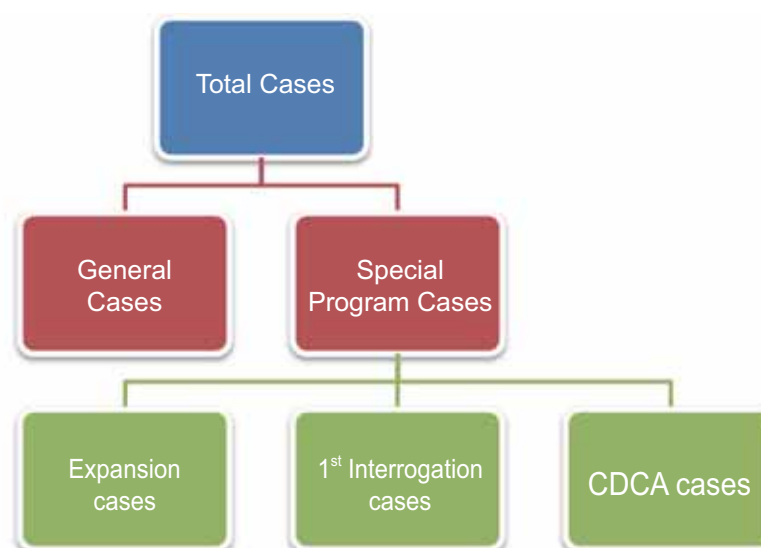 Total Cases
General
Cases
Special
Program Cases
Expansion
cases
1st Interrogation
cases
CDCA cases